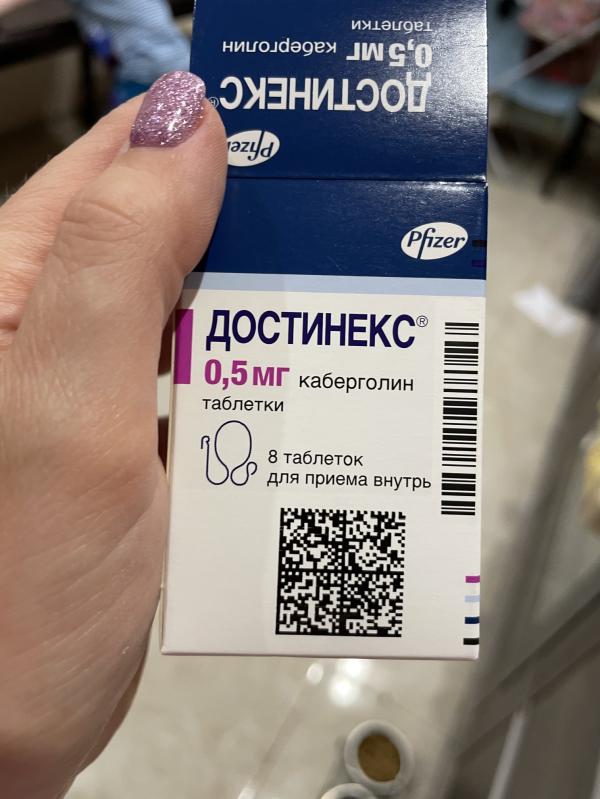 таблетки
0,5 мг каберголин
ДОСТИНЕКС®
Pfizer
Pfizer
ДОСТИНЕКС®
0,5 мг каберголин
таблетки
8 таблеток
для приема внутрь